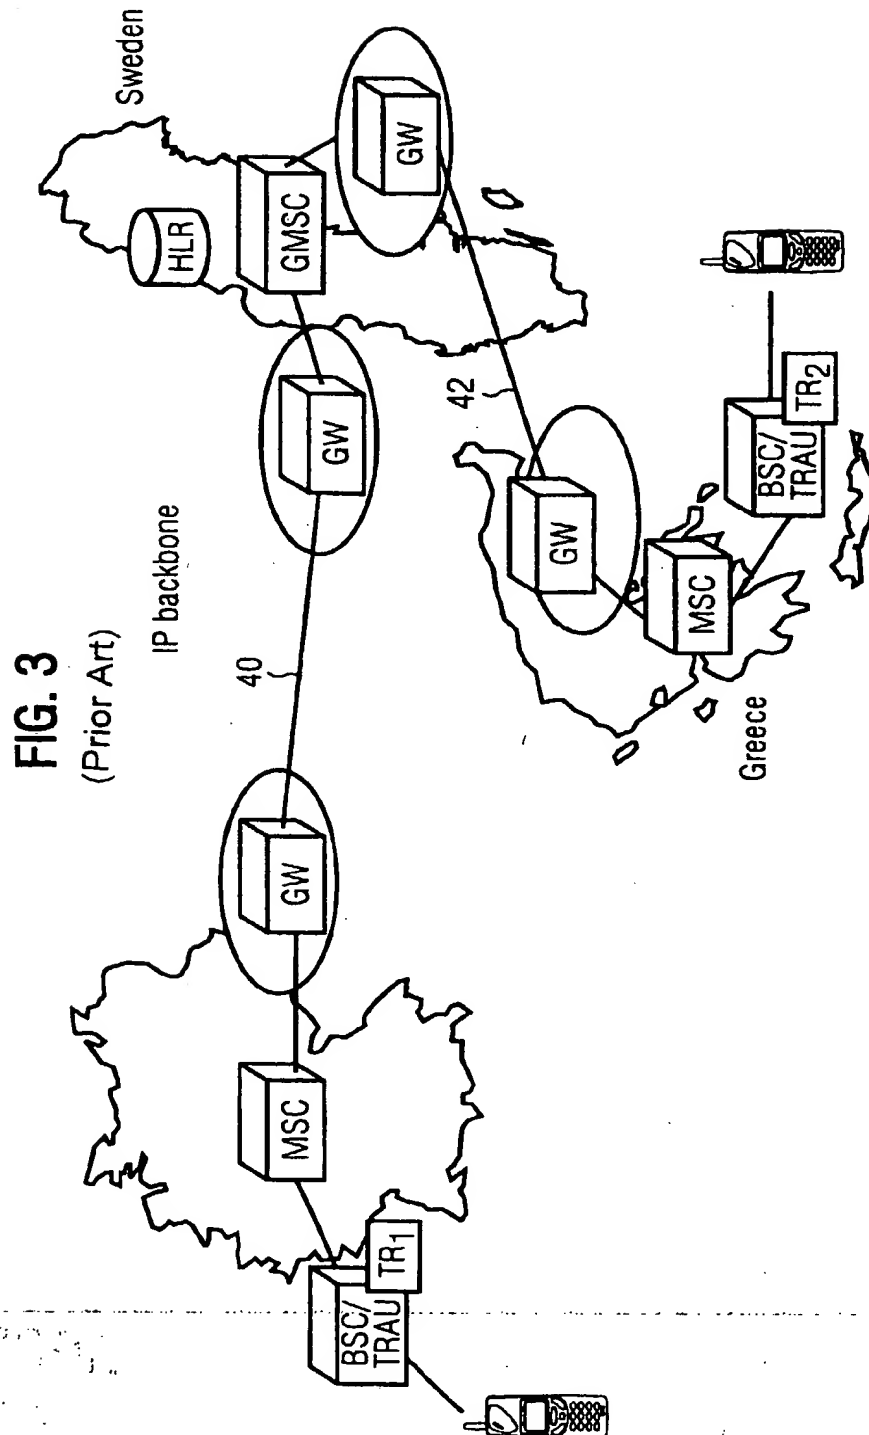 FIG. 3
(Prior Art)
IP backbone
Sweden
HLR
GMSC
GW
GW
40
GW
MSC
BSC/
TRAU
TR1
42
GW
MSC
BSC/
TRAU
TR2
Greece